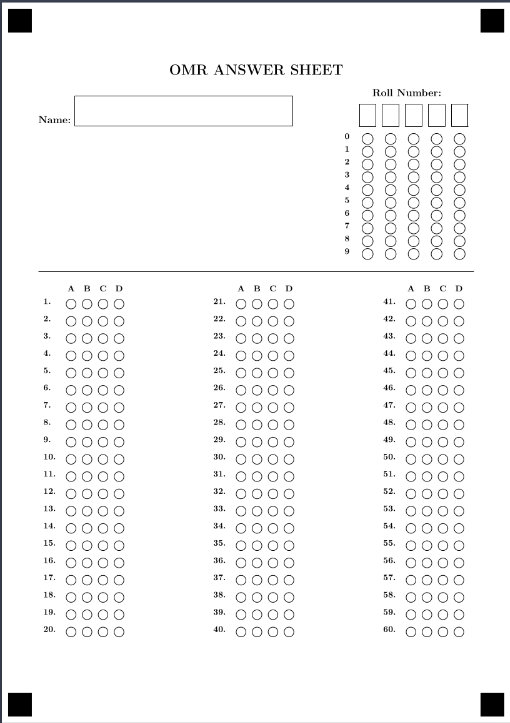 OMR ANSWER SHEET
Roll Number:
Name:
0
1
2
3
4
5
6
7
8
9
A B C D A B C D A B C D
1. 21. 41.
2. 22. 42.
3. 23. 43.
4. 24. 44.
5. 25. 45.
6. 26. 46.
7. 27. 47.
8. 28. 48.
9. 29. 49.
10. 30. 50.
11. 31. 51.
12. 32. 52.
13. 33. 53.
14. 34. 54.
15. 35. 55.
16. 36. 56.
17. 37. 57.
18. 38. 58.
19. 39. 59.
20. 40. 60.